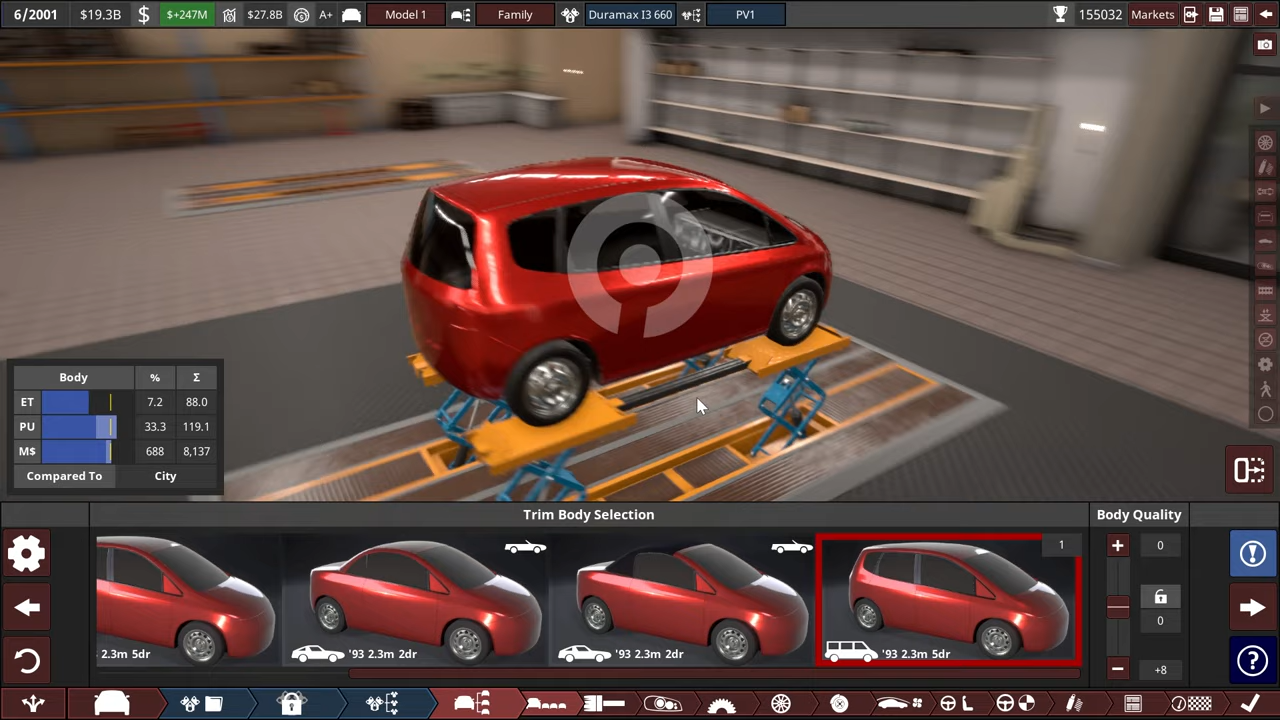 6/2001 $19.3B $+247M $27.8B A+ Model 1 Family Duramax I3 660 PV1 155032 Markets
Body % Σ
ET 7.2 88.0
PU 33.3 119.1
M$ 688 8,137
Compared To City
Trim Body Selection
Body Quality
1
0
0
2.3m 5dr
'93 2.3m 2dr
'93 2.3m 2dr
'93 2.3m 5dr
+8